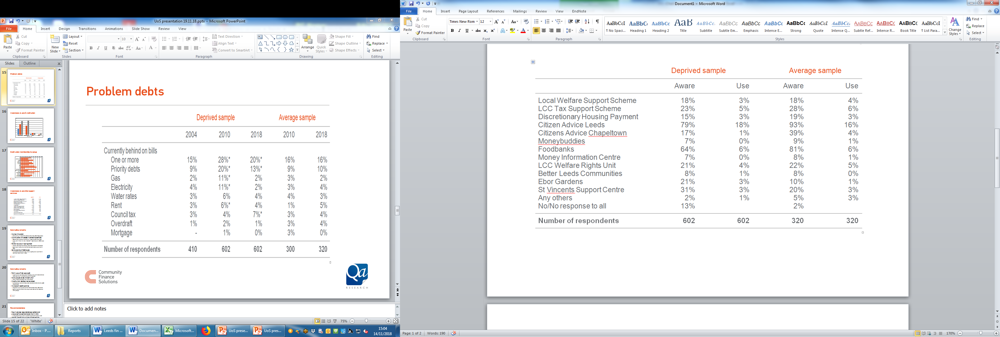 UoS presentation 19.11.18.pptx - Microsoft PowerPoint
File Home Insert Design Transitions Animations Slide Show Review View
Paste Cut Copy Format Painter Clipboard
New Slide Layout Reset Section Slides
10 Font
Text Direction Align Text Convert to SmartArt Paragraph
Arrange Quick Styles Shape Fill Shape Outline Shape Effects Drawing
Find Replace Select Editing
Slides Outline
15
Problem debts
16
Awareness & use of credit union
17
Credit union membership by group
18
Awareness & use other support services
19
Concluding remarks
20
Concluding remarks
21
Recommendations
Problem debts
Deprived sample Average sample
2004 2010 2018 2010 2018
Currently behind on bills
One or more 15% 28%* 20%* 16% 16%
Priority debts 9% 20%* 13%* 9% 10%
Gas 2% 11%* 2% 3% 2%
Electricity 4% 11%* 2% 3% 4%
Water rates 3% 6% 4% 4% 3%
Rent 3% 6%* 4% 1% 5%
Council tax 3% 4% 7%* 3% 4%
Overdraft 1% 2% 1% 3% 4%
Mortgage - 1% 0% 3% 0%
Number of respondents 410 602 602 300 320
Community
Finance
Solutions
Qa
RESEARCH
Click to add notes
Slide 15 of 22 "White" 75%
Inbox - P... Reports Leeds fin ... Documen... Microsoft... UoS prese... UoS pres... 15:04
14/11/2018
Document1 - Microsoft Word
File Home Insert Page Layout References Mailings Review View EndNote
Paste Cut Copy Format Painter Clipboard
Times New Rom 12 Font
Paragraph
AaBbCcI AaBbC( AaBbCc AaB AaBbCc. AaBbCc AaBbCc AaBbCc AaBbCc AaBbCcL AaBbCcL AABBCC AABBCC AABBC( AaBbCcI
¶ No Spaci... Heading 1 Heading 2 Title Subtitle Subtle Em... Emphasis Intense E... Strong Quote Intense Q... Subtle Ref... Intense R... Book Title ¶ List Para...
Styles
Change Styles
Find Replace Select Editing
Deprived sample Average sample
Aware Use Aware Use
Local Welfare Support Scheme 18% 3% 18% 4%
LCC Tax Support Scheme 23% 5% 28% 6%
Discretionary Housing Payment 15% 3% 19% 3%
Citizen Advice Leeds 79% 18% 93% 16%
Citizens Advice Chapeltown 17% 1% 39% 4%
Moneybuddies 7% 0% 9% 1%
Foodbanks 64% 6% 81% 6%
Money Information Centre 7% 0% 8% 1%
LCC Welfare Rights Unit 21% 4% 22% 5%
Better Leeds Communities 8% 1% 8% 0%
Ebor Gardens 21% 3% 10% 1%
St Vincents Support Centre 31% 3% 20% 3%
Any others 2% 1% 5% 3%
No/No response to all 13% 2%
Number of respondents 602 602 320 320
Page: 1 of 2 Words: 190 170%